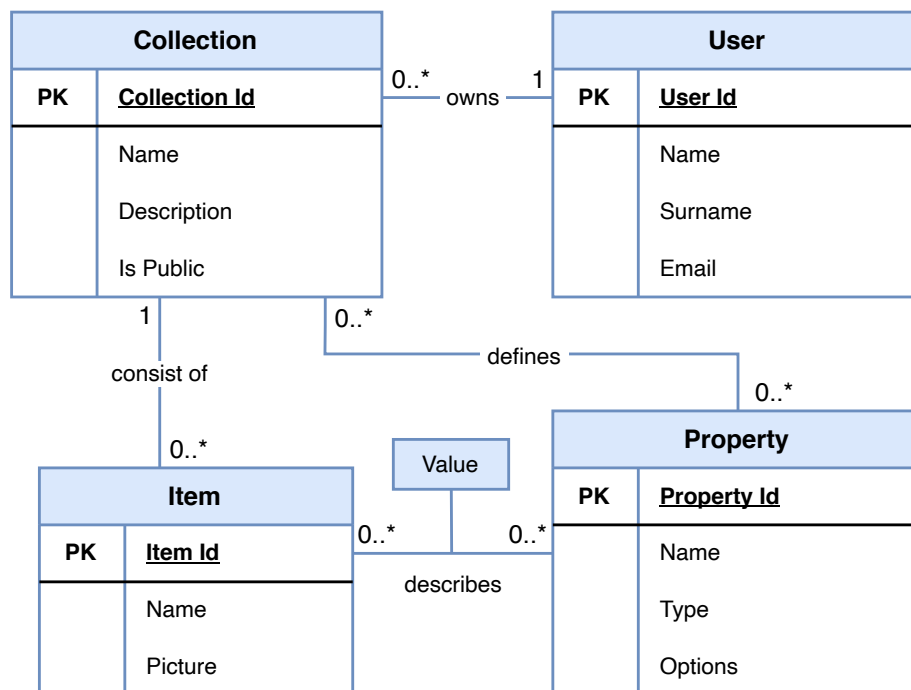 Collection
PK
Collection Id
Name
Description
Is Public
0..*
owns
1
User
PK
User Id
Name
Surname
Email
1
consist of
0..*
0..*
defines
0..*
Item
PK
Item Id
Name
Picture
Value
0..*
0..*
describes
Property
PK
Property Id
Name
Type
Options